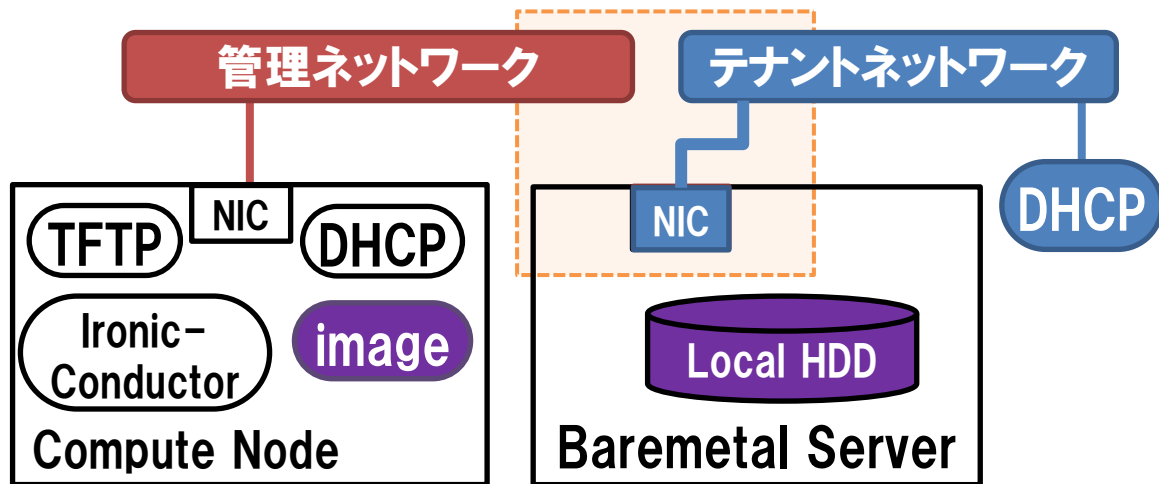 管理ネットワーク
テナントネットワーク
NIC
TFTP
DHCP
Ironic-
Conductor
image
Compute Node
NIC
Local HDD
Baremetal Server
DHCP